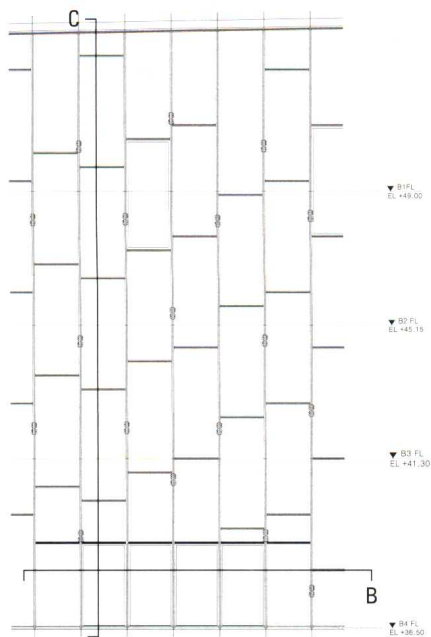 C
▼ B1FL
EL +49.00
▼ B2 FL
EL +45.15
▼ B3 FL
EL +41.30
B
▼ B4 FL
EL +36.50